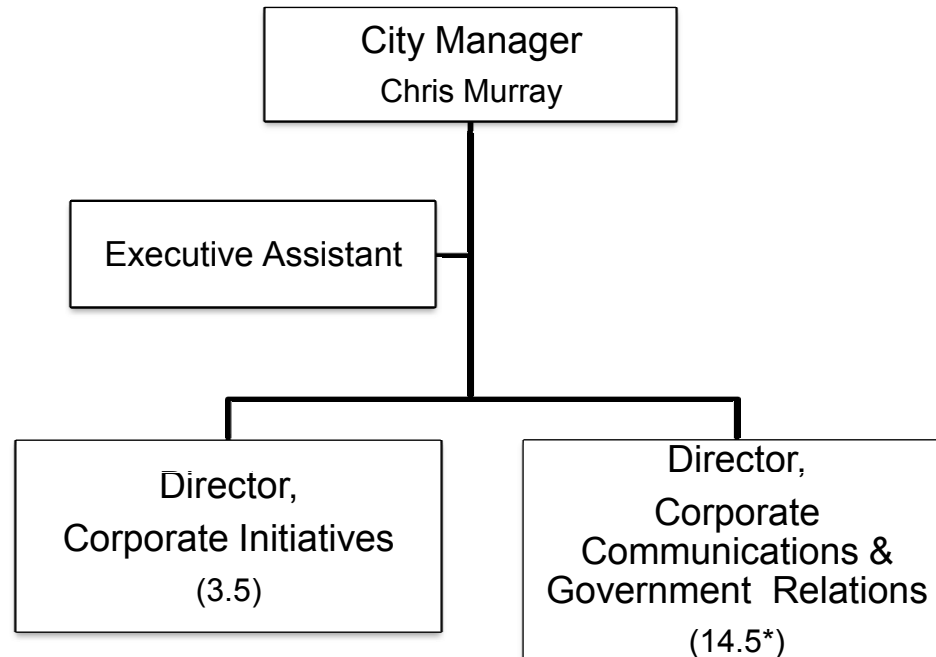 City Manager
Chris Murray
Executive Assistant
Director,
Corporate Initiatives
(3.5)
Director,
Corporate
Communications &
Government Relations
(14.5*)